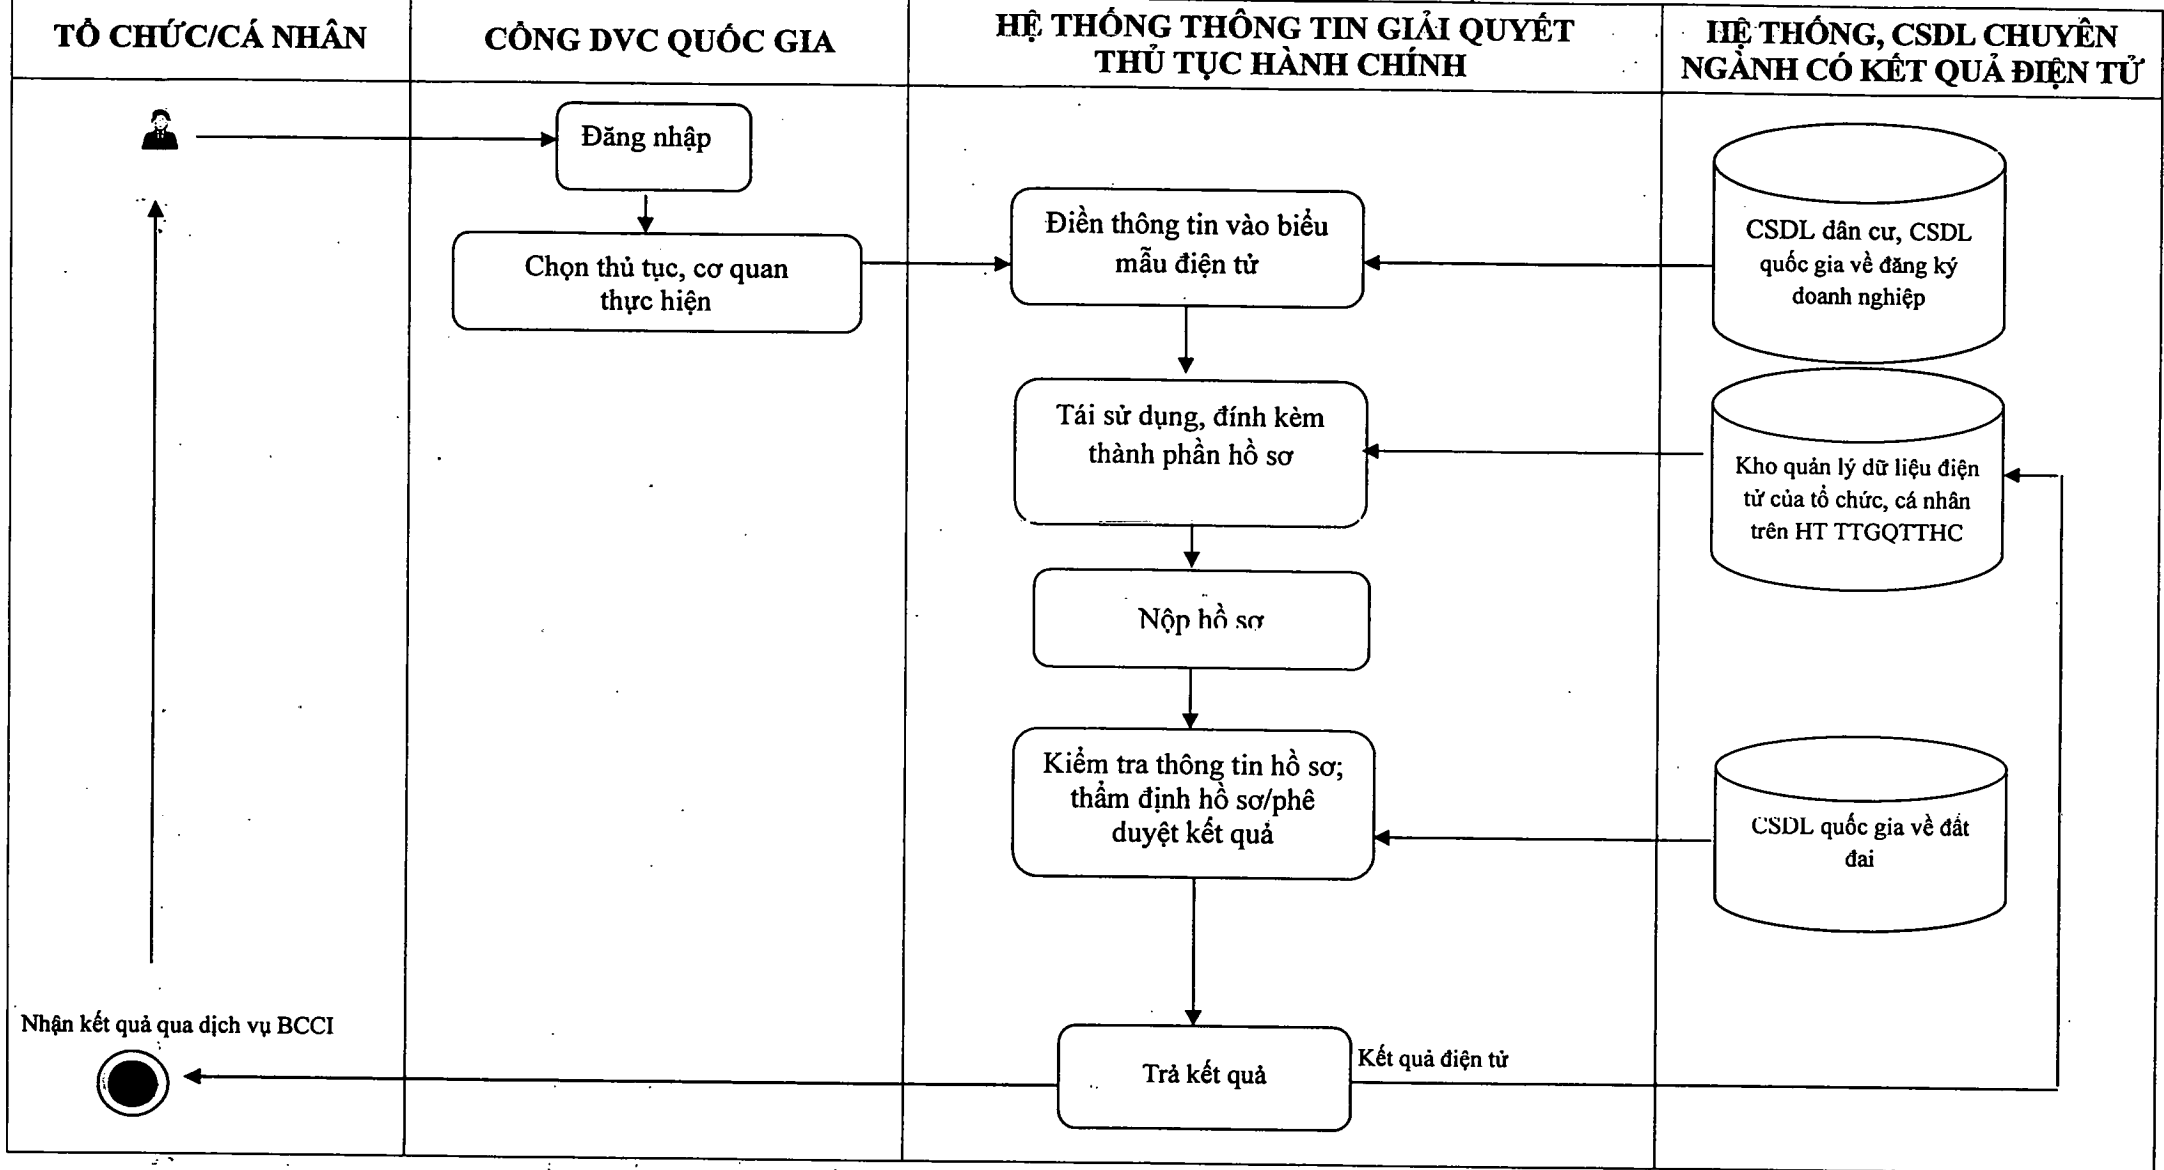 TỔ CHỨC/CÁ NHÂN
CỔNG DVC QUỐC GIA
HỆ THỐNG THÔNG TIN GIẢI QUYẾT
THỦ TỤC HÀNH CHÍNH
HỆ THỐNG, CSDL CHUYÊN
NGÀNH CÓ KẾT QUẢ ĐIỆN TỬ
Đăng nhập
Chọn thủ tục, cơ quan
thực hiện
Điền thông tin vào biểu
mẫu điện tử
CSDL dân cư, CSDL
quốc gia về đăng ký
doanh nghiệp
Tái sử dụng, đính kèm
thành phần hồ sơ
Kho quản lý dữ liệu điện
tử của tổ chức, cá nhân
trên HT TTGQTTHC
Nộp hồ sơ
Kiểm tra thông tin hồ sơ;
thẩm định hồ sơ/phê
duyệt kết quả
CSDL quốc gia về đất
đai
Nhận kết quả qua dịch vụ BCCI
Trả kết quả
Kết quả điện tử